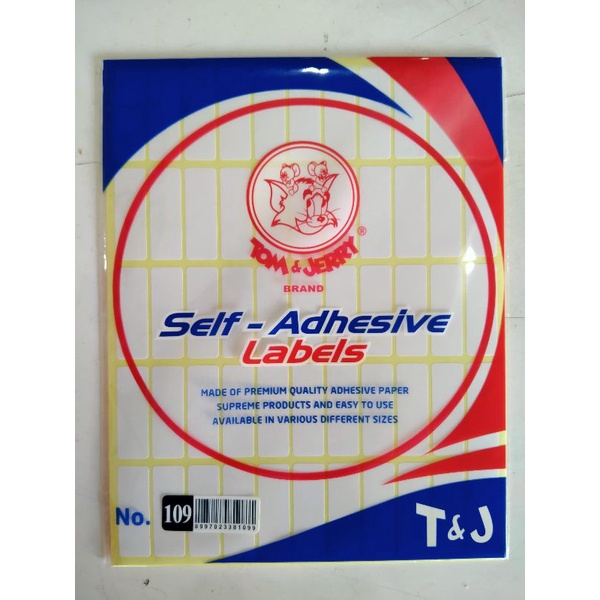 TOM & JERRY ®
BRAND
Self - Adhesive
Labels
MADE OF PREMIUM QUALITY ADHESIVE PAPER
SUPREME PRODUCTS AND EASY TO USE
AVAILABLE IN VARIOUS DIFFERENT SIZES
No. 109
8997023381099
T&J